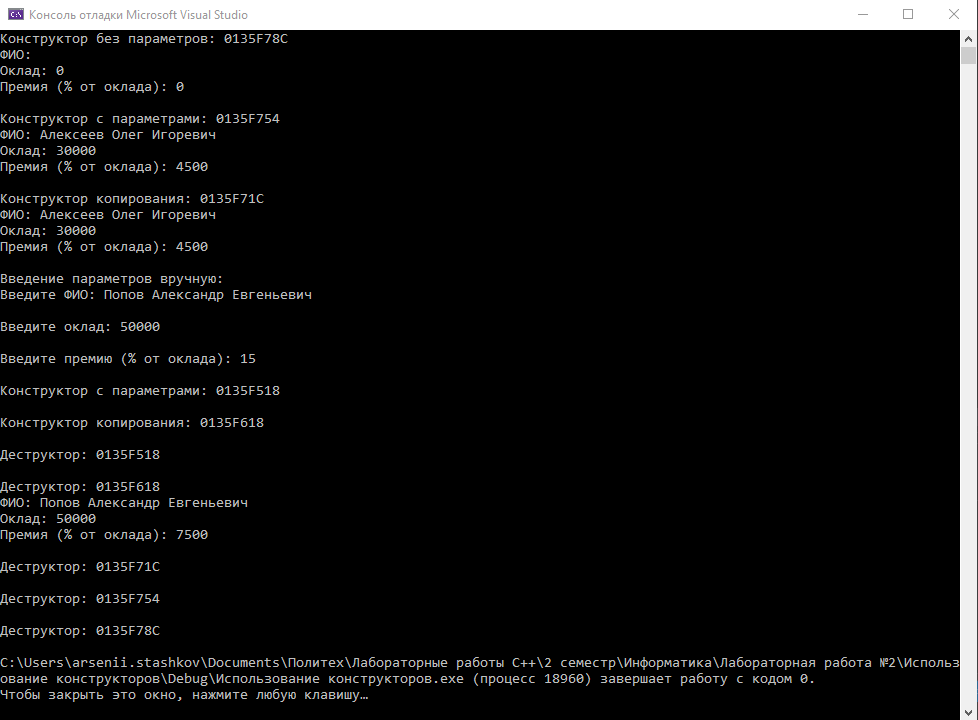 Консоль отладки Microsoft Visual Studio
Конструктор без параметров: 0135F78C
ФИО:
Оклад: 0
Премия (% от оклада): 0
Конструктор с параметрами: 0135F754
ФИО: Алексеев Олег Игоревич
Оклад: 30000
Премия (% от оклада): 4500
Конструктор копирования: 0135F71C
ФИО: Алексеев Олег Игоревич
Оклад: 30000
Премия (% от оклада): 4500
Введение параметров вручную:
Введите ФИО: Попов Александр Евгеньевич
Введите оклад: 50000
Введите премию (% от оклада): 15
Конструктор с параметрами: 0135F518
Конструктор копирования: 0135F618
Деструктор: 0135F518
Деструктор: 0135F618
ФИО: Попов Александр Евгеньевич
Оклад: 50000
Премия (% от оклада): 7500
Деструктор: 0135F71C
Деструктор: 0135F754
Деструктор: 0135F78C
C:\Users\arsenii.stashkov\Documents\Политех\Лабораторные работы C++\2 семестр\Информатика\Лабораторная работа №2\Использ
ование конструкторов\Debug\Использование конструкторов.exe (процесс 18960) завершает работу с кодом 0.
Чтобы закрыть это окно, нажмите любую клавишу…